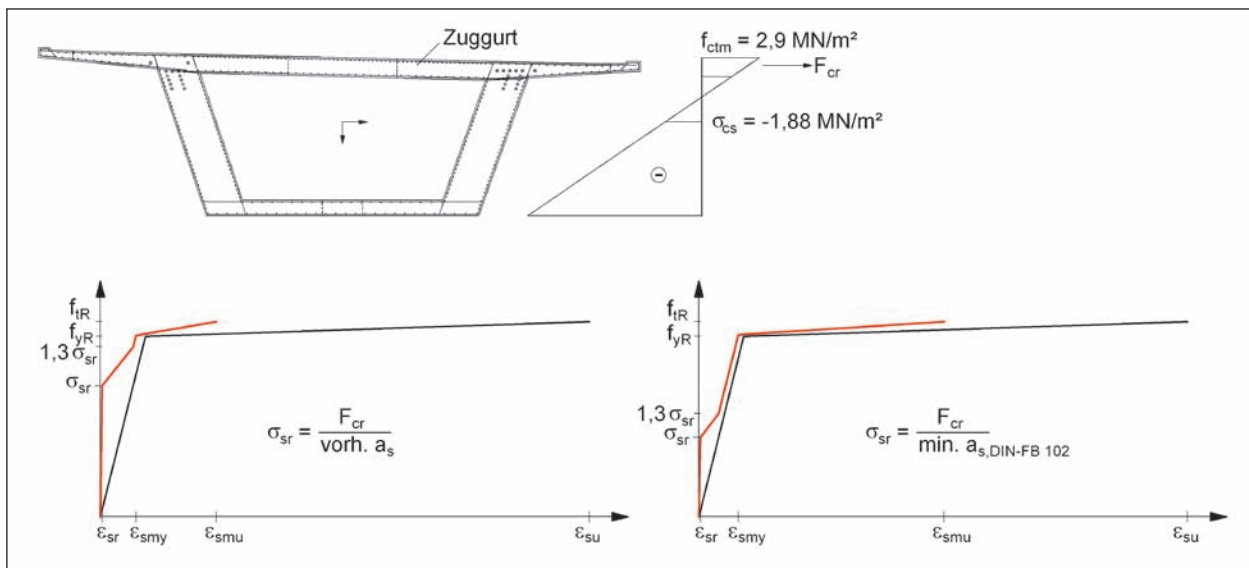 Zuggurt
f_ctm = 2,9 MN/m²
F_cr
σ_cs = -1,88 MN/m²
f_tR
f_yR
1,3 σ_sr
σ_sr
σ_sr = F_cr / vorh. a_s
ε_sr ε_smy ε_smu ε_su
f_tR
f_yR
1,3 σ_sr
σ_sr
σ_sr = F_cr / min. a_s,DIN-FB 102
ε_sr ε_smy ε_smu ε_su